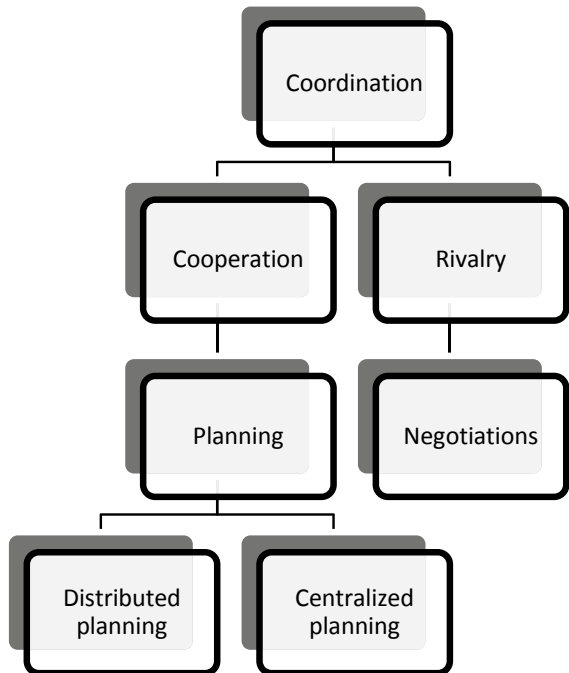 Coordination
Cooperation
Rivalry
Planning
Negotiations
Distributed
planning
Centralized
planning